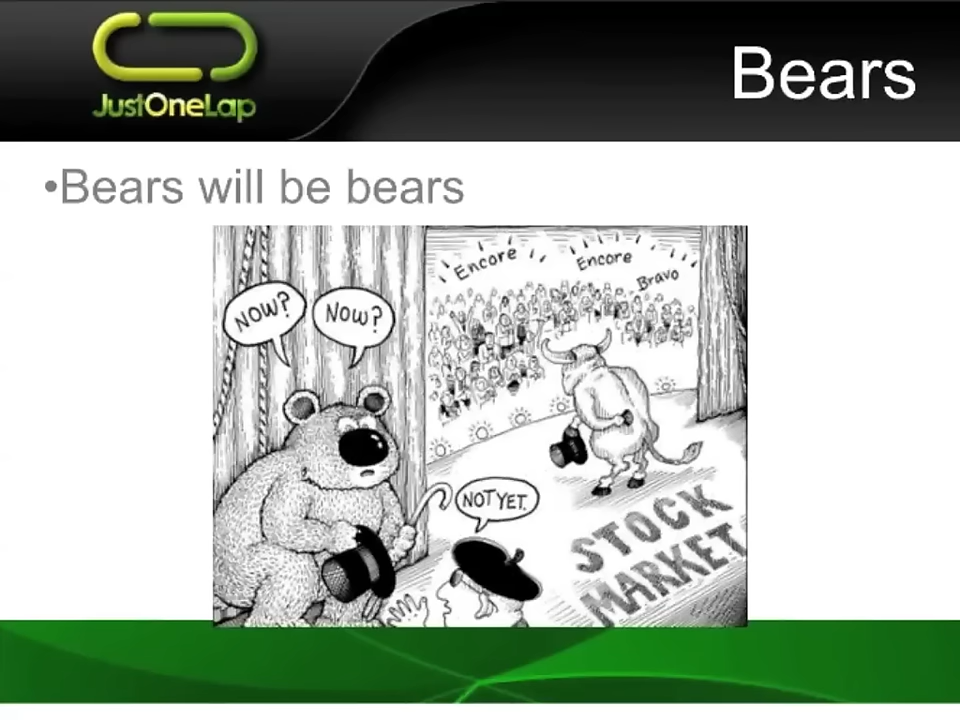 JustOneLap
Bears
•Bears will be bears
Encore
Encore
Bravo
NOW?
NOW?
NOT YET.
STOCK
MARKET